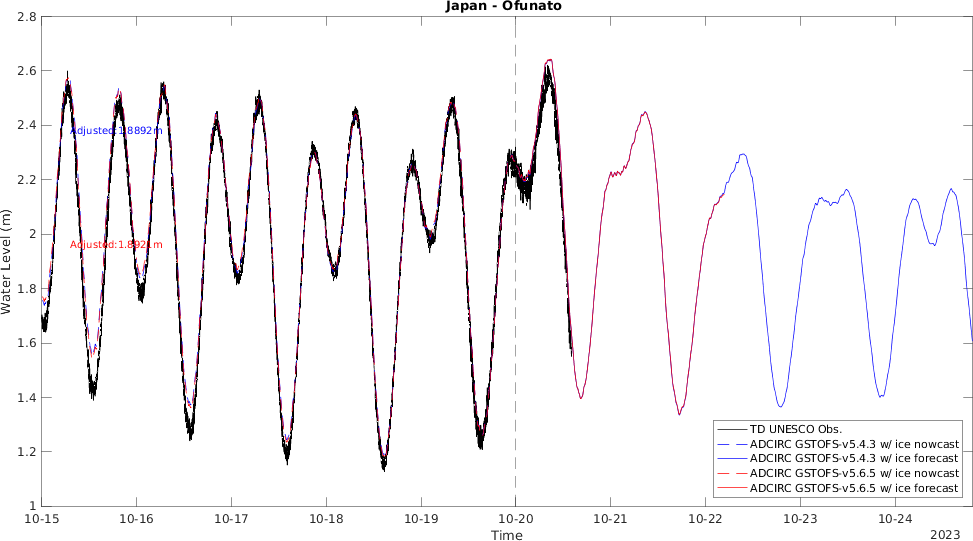 Japan - Ofunato
2.8
2.6
2.4
2.2
2
1.8
1.6
1.4
1.2
1
Water Level (m)
Adjusted:1.8892m
Adjusted:1.8921m
TD UNESCO Obs.
ADCIRC GSTOFS-v5.4.3 w/ ice nowcast
ADCIRC GSTOFS-v5.4.3 w/ ice forecast
ADCIRC GSTOFS-v5.6.5 w/ ice nowcast
ADCIRC GSTOFS-v5.6.5 w/ ice forecast
10-15 10-16 10-17 10-18 10-19 10-20 10-21 10-22 10-23 10-24
Time
2023